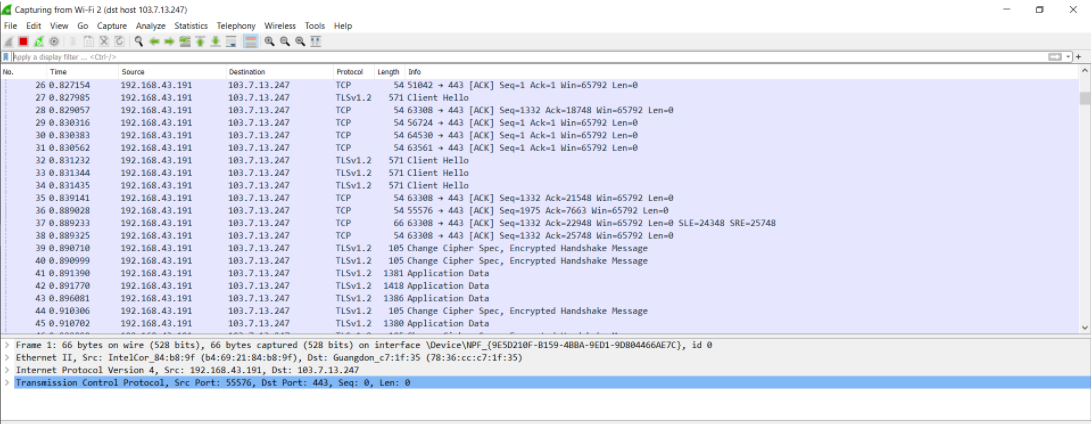 Capturing from Wi-Fi 2 (dst host 103.7.13.247)
File Edit View Go Capture Analyze Statistics Telephony Wireless Tools Help
Apply a display filter ... <Ctrl-/>
No. Time Source Destination Protocol Length Info
26 0.827154 192.168.43.191 103.7.13.247 TCP 54 51042 → 443 [ACK] Seq=1 Ack=1 Win=65792 Len=0
27 0.827985 192.168.43.191 103.7.13.247 TLSv1.2 571 Client Hello
28 0.829057 192.168.43.191 103.7.13.247 TCP 54 63308 → 443 [ACK] Seq=1332 Ack=18748 Win=65792 Len=0
29 0.830316 192.168.43.191 103.7.13.247 TCP 54 56724 → 443 [ACK] Seq=1 Ack=1 Win=65792 Len=0
30 0.830383 192.168.43.191 103.7.13.247 TCP 54 64530 → 443 [ACK] Seq=1 Ack=1 Win=65792 Len=0
31 0.830562 192.168.43.191 103.7.13.247 TCP 54 63561 → 443 [ACK] Seq=1 Ack=1 Win=65792 Len=0
32 0.831232 192.168.43.191 103.7.13.247 TLSv1.2 571 Client Hello
33 0.831344 192.168.43.191 103.7.13.247 TLSv1.2 571 Client Hello
34 0.831435 192.168.43.191 103.7.13.247 TLSv1.2 571 Client Hello
35 0.839141 192.168.43.191 103.7.13.247 TCP 54 63308 → 443 [ACK] Seq=1332 Ack=21548 Win=65792 Len=0
36 0.889028 192.168.43.191 103.7.13.247 TCP 54 55576 → 443 [ACK] Seq=1975 Ack=7663 Win=65792 Len=0
37 0.889233 192.168.43.191 103.7.13.247 TCP 66 63308 → 443 [ACK] Seq=1332 Ack=22948 Win=65792 Len=0 SLE=24348 SRE=25748
38 0.889325 192.168.43.191 103.7.13.247 TCP 54 63308 → 443 [ACK] Seq=1332 Ack=25748 Win=65792 Len=0
39 0.890710 192.168.43.191 103.7.13.247 TLSv1.2 105 Change Cipher Spec, Encrypted Handshake Message
40 0.890999 192.168.43.191 103.7.13.247 TLSv1.2 105 Change Cipher Spec, Encrypted Handshake Message
41 0.891390 192.168.43.191 103.7.13.247 TLSv1.2 1381 Application Data
42 0.891770 192.168.43.191 103.7.13.247 TLSv1.2 1418 Application Data
43 0.896081 192.168.43.191 103.7.13.247 TLSv1.2 1386 Application Data
44 0.910306 192.168.43.191 103.7.13.247 TLSv1.2 105 Change Cipher Spec, Encrypted Handshake Message
45 0.910702 192.168.43.191 103.7.13.247 TLSv1.2 1380 Application Data
Frame 1: 66 bytes on wire (528 bits), 66 bytes captured (528 bits) on interface \Device\NPF_{9E5D210F-B159-4BBA-9ED1-9D804466AE7C}, id 0
Ethernet II, Src: IntelCor_84:b8:9f (b4:69:21:84:b8:9f), Dst: Guangdon_c7:1f:35 (78:36:cc:c7:1f:35)
Internet Protocol Version 4, Src: 192.168.43.191, Dst: 103.7.13.247
Transmission Control Protocol, Src Port: 55576, Dst Port: 443, Seq: 0, Len: 0